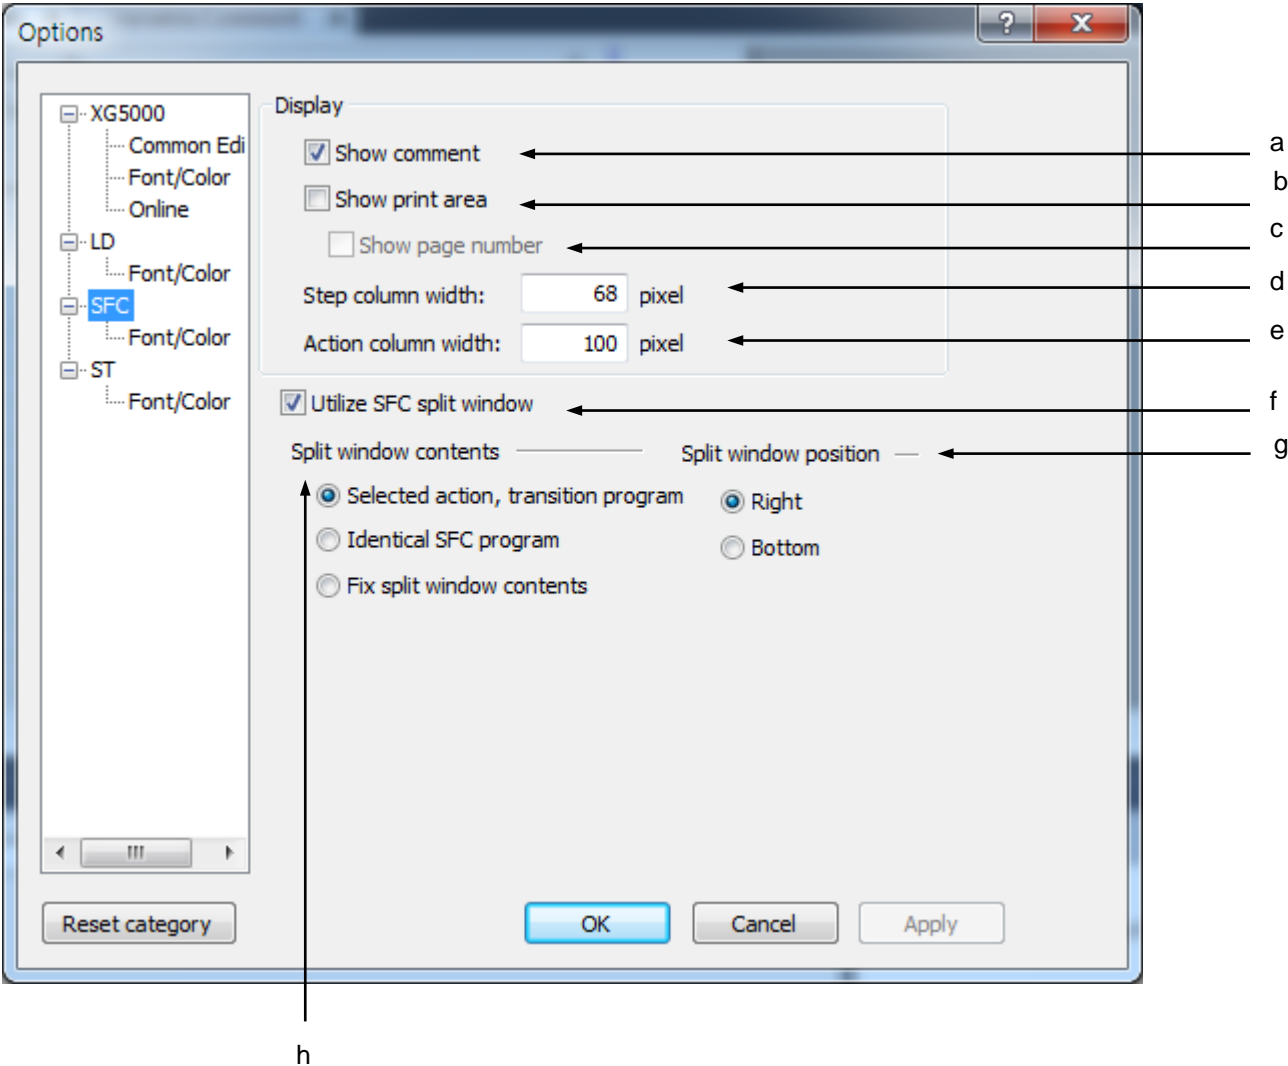 Options
?
XG5000
Common Edi
Font/Color
Online
LD
Font/Color
SFC
Font/Color
ST
Font/Color
Display
Show comment
a
Show print area
b
Show page number
c
Step column width: 68 pixel
d
Action column width: 100 pixel
e
Utilize SFC split window
f
Split window contents
Split window position
g
Selected action, transition program
Right
Identical SFC program
Bottom
Fix split window contents
Reset category
OK
Cancel
Apply
h